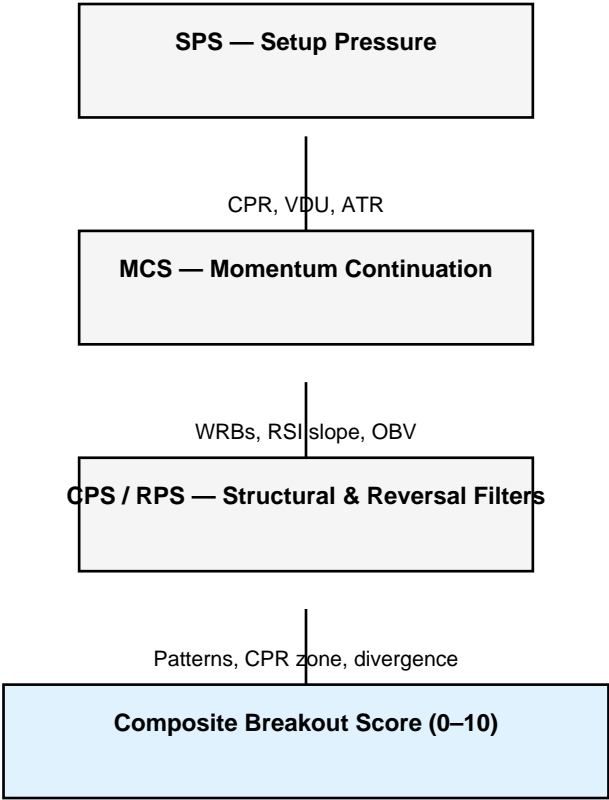 SPS — Setup Pressure
CPR, VDU, ATR
MCS — Momentum Continuation
WRBs, RSI slope, OBV
CPS / RPS — Structural & Reversal Filters
Patterns, CPR zone, divergence
Composite Breakout Score (0–10)